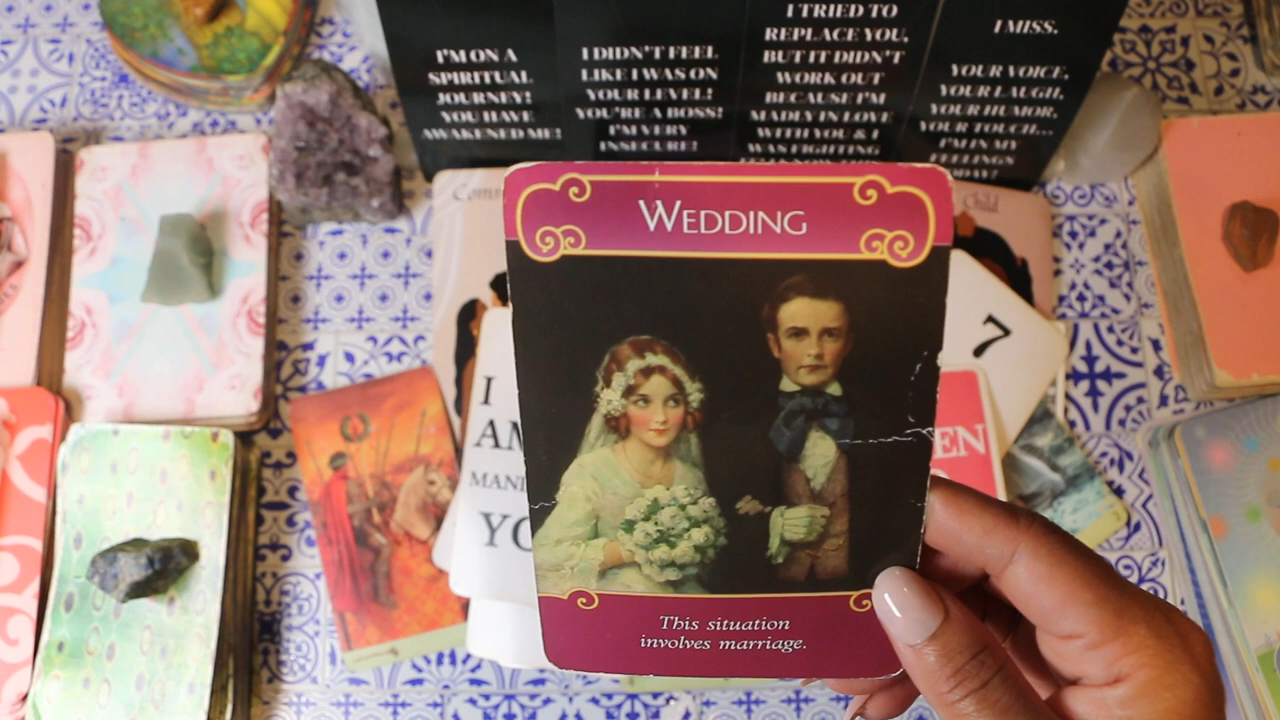 I'M ON A
SPIRITUAL
JOURNEY!
YOU HAVE
AWAKENED ME!
I DIDN'T FEEL
LIKE I WAS ON
YOUR LEVEL!
YOU'RE A BOSS!
I'M VERY
INSECURE!
I TRIED TO
REPLACE YOU,
BUT IT DIDN'T
WORK OUT
BECAUSE I'M
MADLY IN LOVE
WITH YOU & I
WAS FIGHTING
I MISS.
YOUR VOICE,
YOUR LAUGH,
YOUR HUMOR,
YOUR TOUCH...
I'M IN MY
FEELINGS
Child
WEDDING
7
I
YO
This situation
involves marriage.